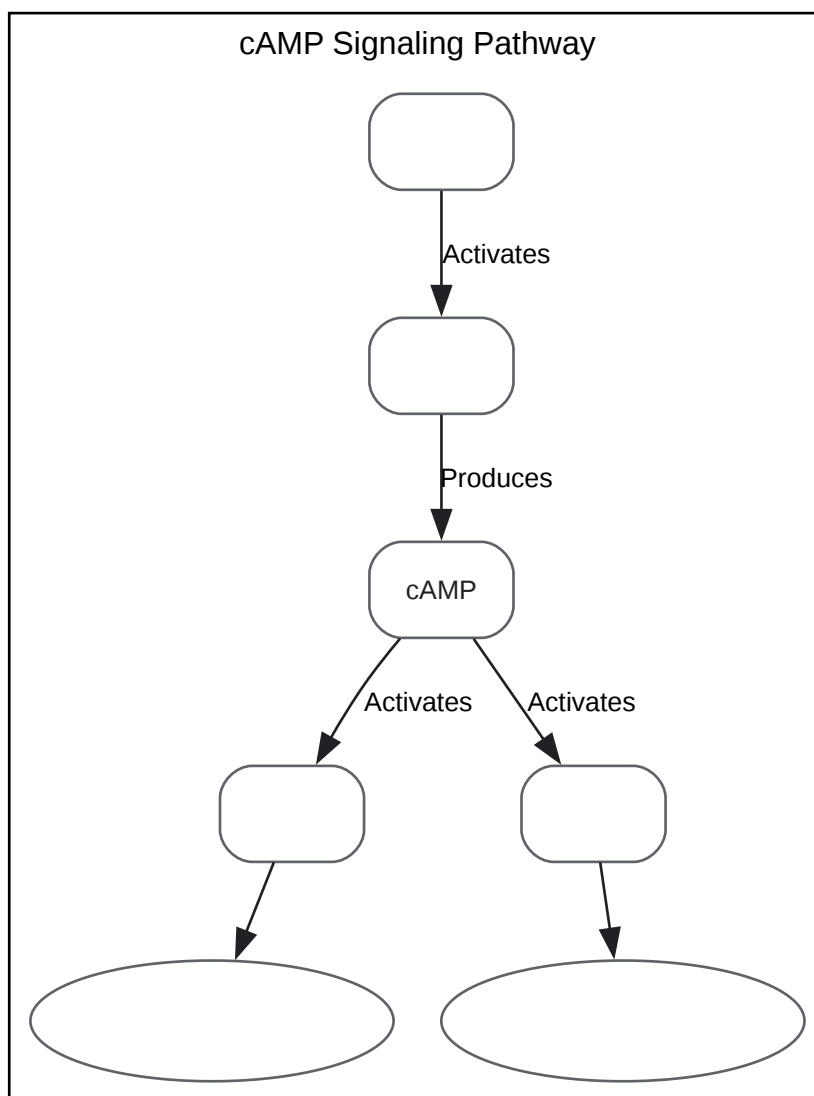 cAMP Signaling Pathway
Activates
Produces
cAMP
Activates
Activates